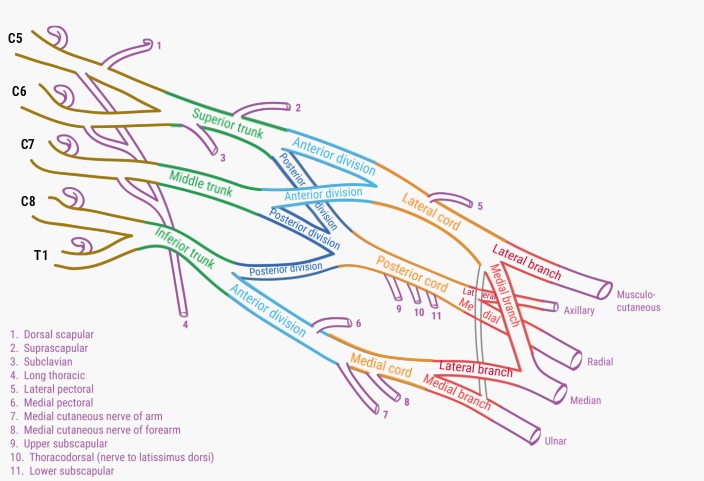 C5
1
C6
2
Superior trunk
3
Anterior division
C7
Posterior division
Middle trunk
Anterior division
Lateral cord
5
C8
Posterior division
Inferior trunk
T1
Posterior division
Posterior cord
Lateral branch
Medial branch
Lateral
Medial
Musculo-
cutaneous
Axillary
9
10
11
4
Anterior division
6
Radial
Medial cord
Lateral branch
Medial branch
Median
8
7
Ulnar
1. Dorsal scapular
2. Suprascapular
3. Subclavian
4. Long thoracic
5. Lateral pectoral
6. Medial pectoral
7. Medial cutaneous nerve of arm
8. Medial cutaneous nerve of forearm
9. Upper subscapular
10. Thoracodorsal (nerve to latissimus dorsi)
11. Lower subscapular